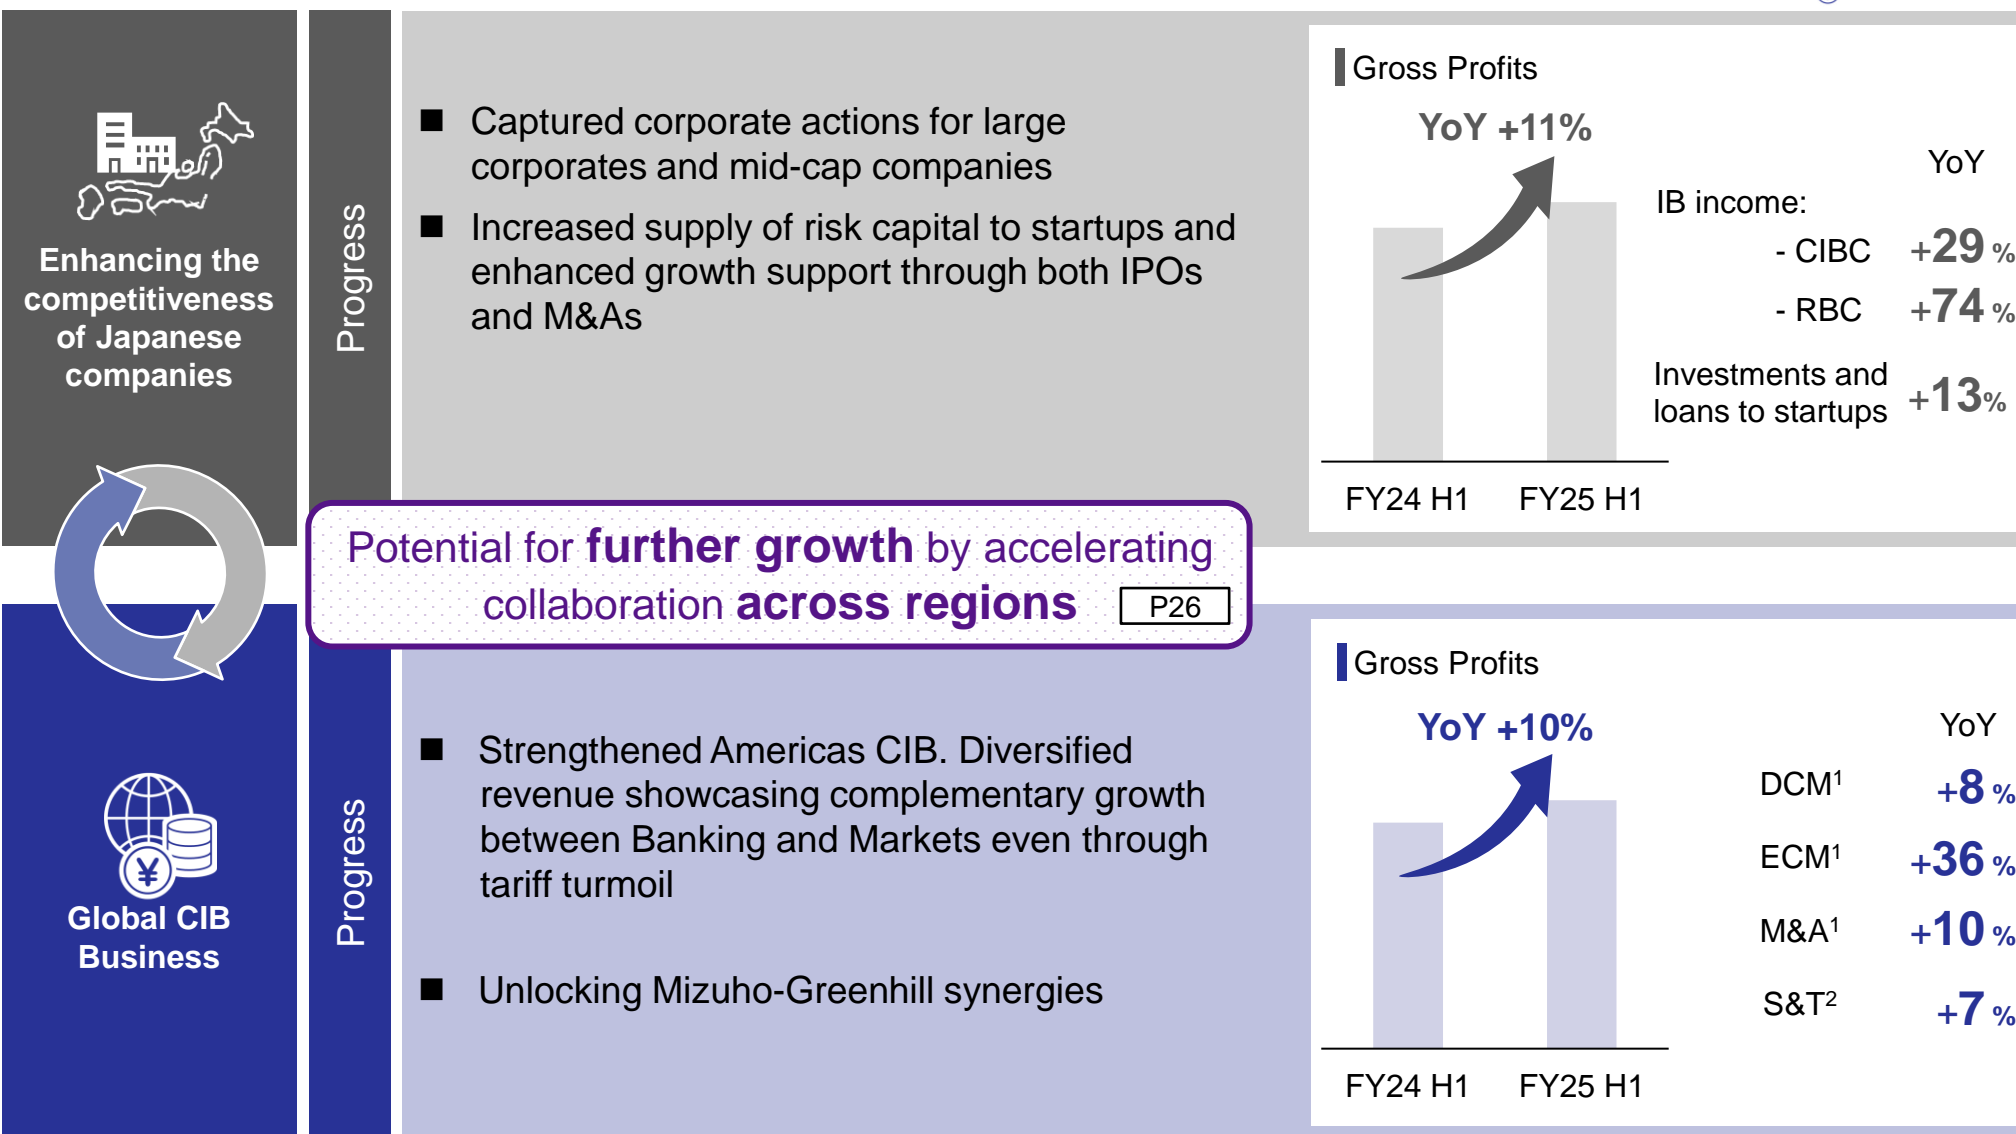 Enhancing the
competitiveness
of Japanese
companies
Progress
■ Captured corporate actions for large
corporates and mid-cap companies
■ Increased supply of risk capital to startups and
enhanced growth support through both IPOs
and M&As
Gross Profits
YoY +11%
FY24 H1 FY25 H1
YoY
IB income:
- CIBC +29 %
- RBC +74 %
Investments and
loans to startups +13%
Potential for further growth by accelerating
collaboration across regions P26
Global CIB
Business
¥
Progress
■ Strengthened Americas CIB. Diversified
revenue showcasing complementary growth
between Banking and Markets even through
tariff turmoil
■ Unlocking Mizuho-Greenhill synergies
Gross Profits
YoY +10%
FY24 H1 FY25 H1
YoY
DCM¹ +8 %
ECM¹ +36 %
M&A¹ +10 %
S&T² +7 %